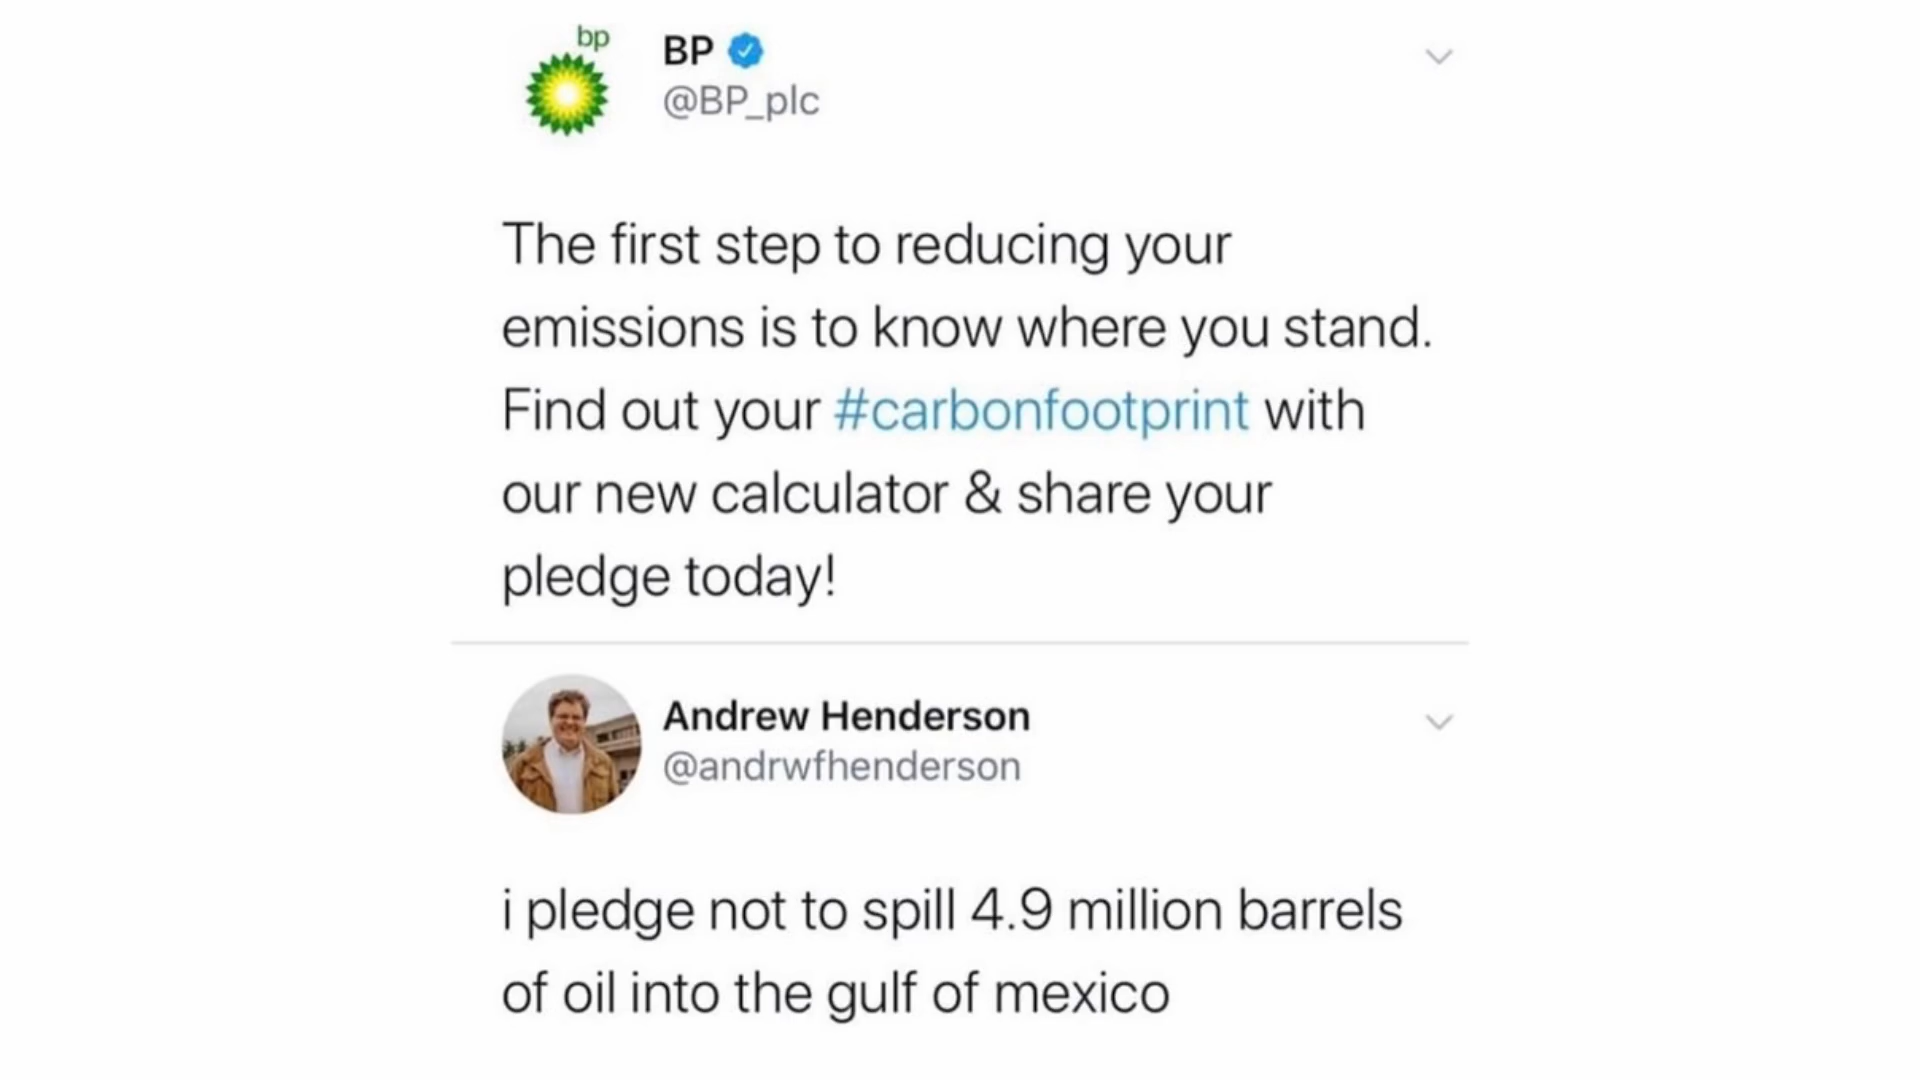 bp
BP
@BP_plc
The first step to reducing your
emissions is to know where you stand.
Find out your #carbonfootprint with
our new calculator & share your
pledge today!
Andrew Henderson
@andrwfhenderson
i pledge not to spill 4.9 million barrels
of oil into the gulf of mexico